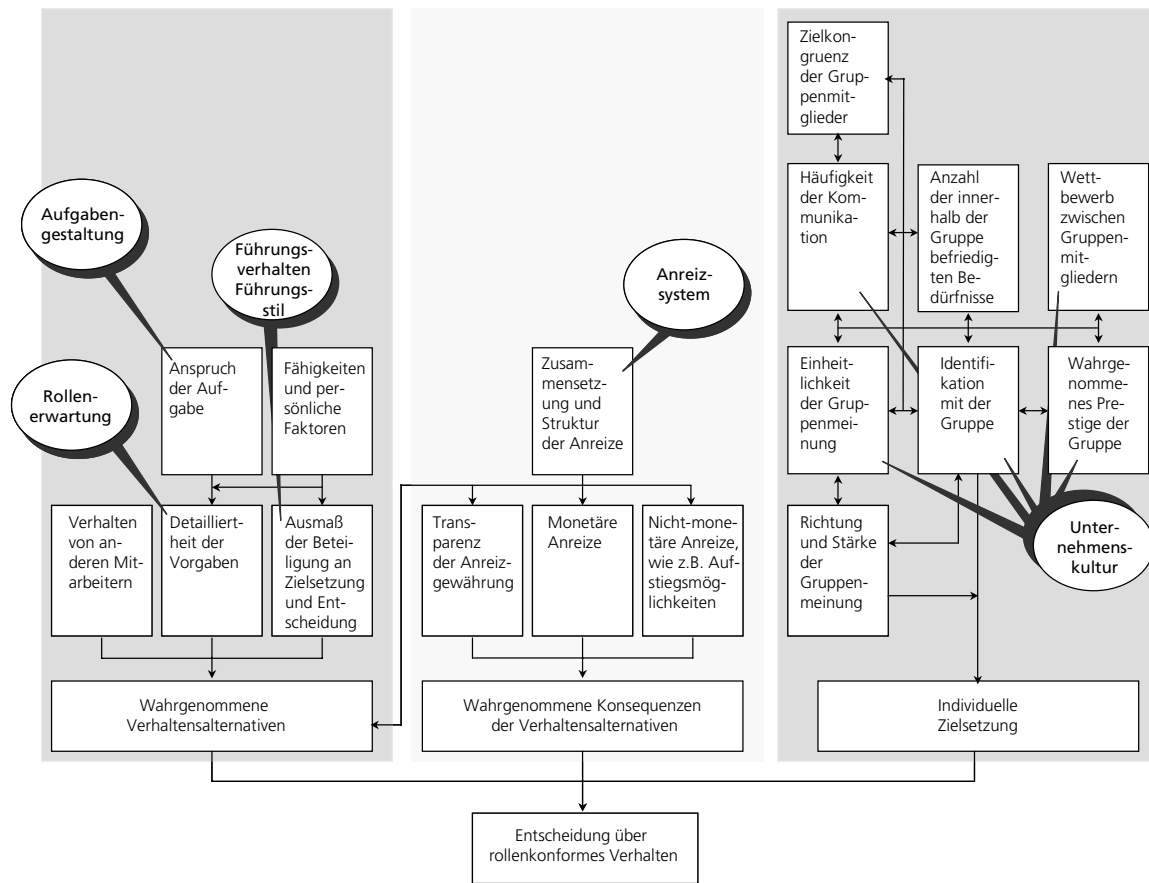 Zielkon-
gruenz
der Grup-
penmit-
glieder
Häufigkeit
der Kom-
munika-
tion
Anzahl
der inner-
halb der
Gruppe
befriedig-
ten Be-
dürfnisse
Wett-
bewerb
zwischen
Gruppen-
mit-
gliedern
Aufgaben-
gestaltung
Führungs-
verhalten
Führungs-
stil
Anreiz-
system
Rollen-
erwartung
Anspruch
der Auf-
gabe
Fähigkeiten
und per-
sönliche
Faktoren
Zusam-
mensetz-
ung und
Struktur
der Anreize
Einheit-
lichkeit
der Grup-
penmei-
nung
Identifi-
kation
mit der
Gruppe
Wahrge-
nomme-
nes Pre-
stige der
Gruppe
Verhalten
von an-
deren Mit-
arbeitern
Detailliert-
heit der
Vorgaben
Ausmaß
der Betei-
ligung an
Zielsetzung
und Ent-
scheidung
Trans-
parenz
der Anreiz-
gewährung
Monetäre
Anreize
Nicht-mone-
täre Anreize,
wie z.B. Auf-
stiegsmög-
lichkeiten
Richtung
und Stärke
der
Gruppen-
meinung
Unter-
nehmens-
kultur
Wahrgenommene
Verhaltensalternativen
Wahrgenommene Konsequenzen
der Verhaltensalternativen
Individuelle
Zielsetzung
Entscheidung über
rollenkonformes Verhalten